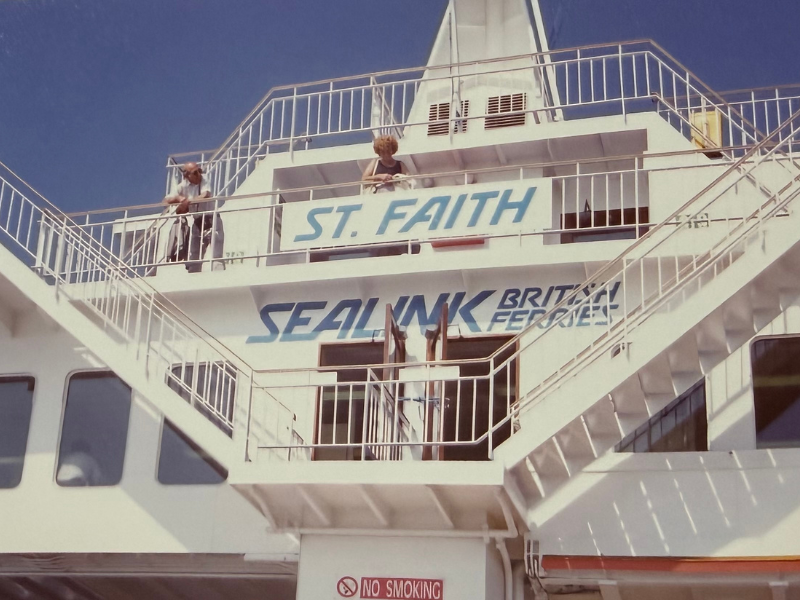 ST. FAITH
SEALINK BRITISH
FERRIES
NO SMOKING